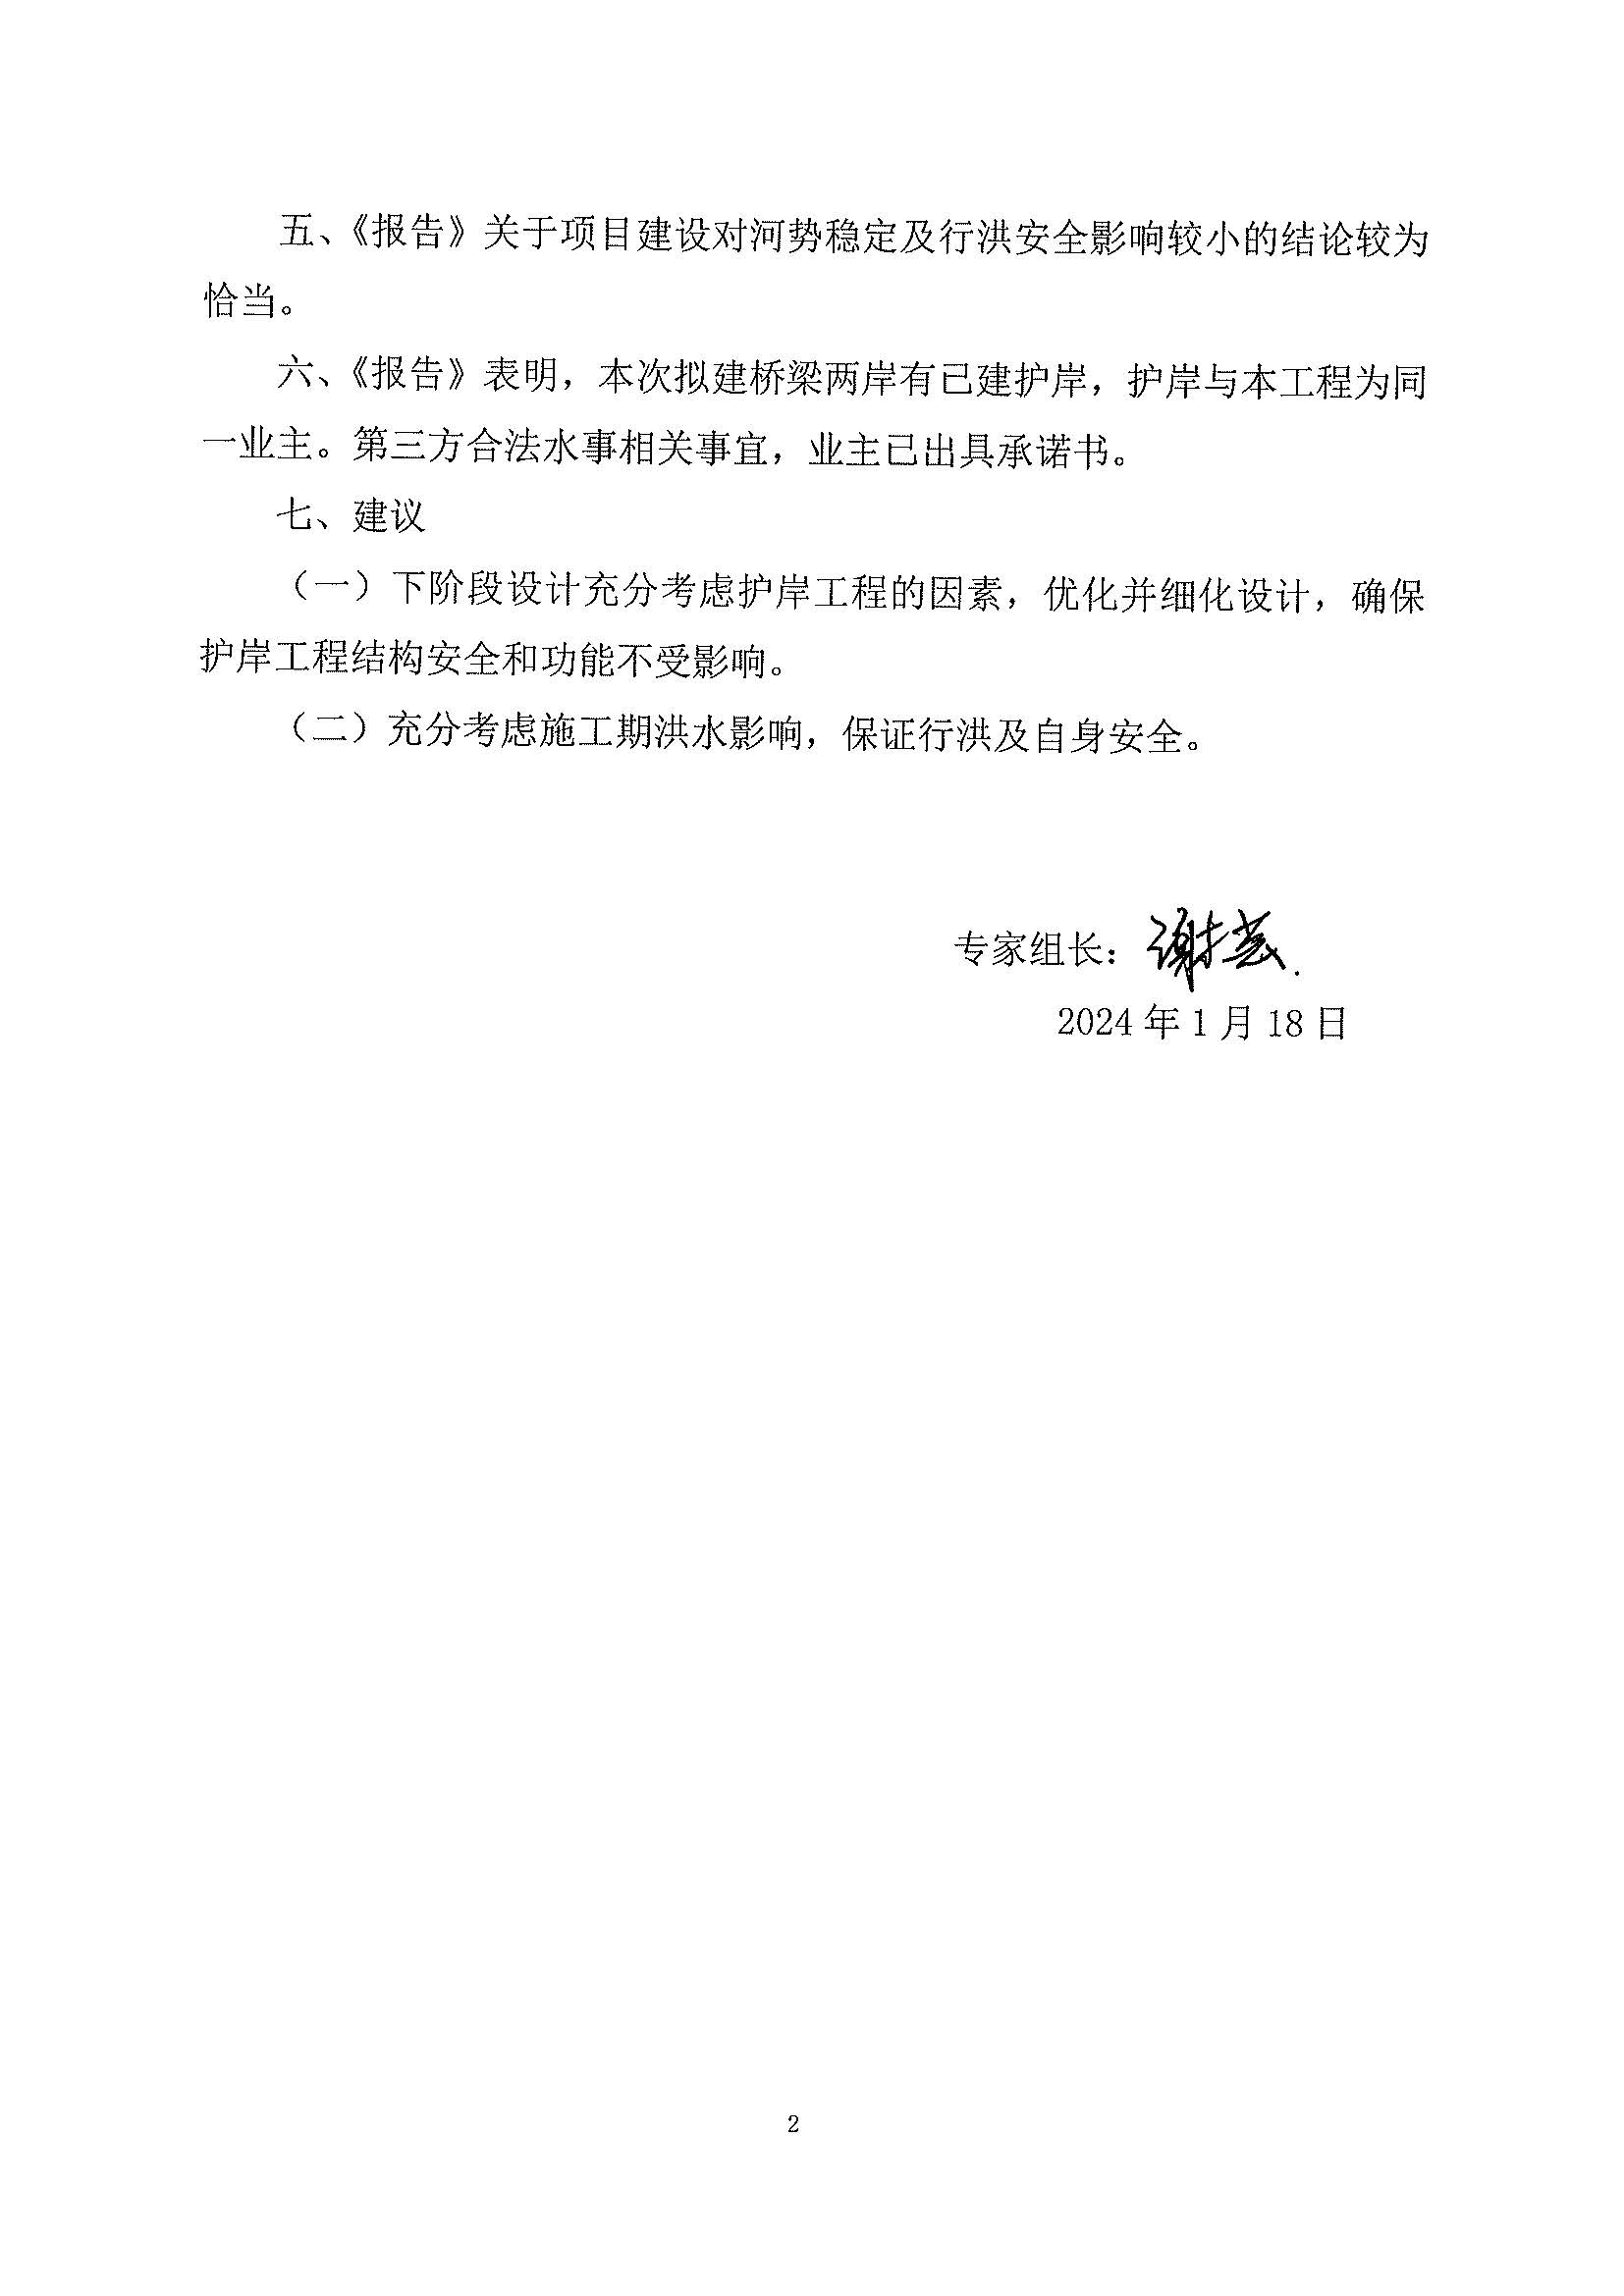 五、《报告》关于项目建设对河势稳定及行洪安全影响较小的结论较为
恰当。
六、《报告》表明，本次拟建桥梁两岸有已建护岸，护岸与本工程为同
一业主。第三方合法水事相关事宜，业主已出具承诺书。
七、建议
（一）下阶段设计充分考虑护岸工程的因素，优化并细化设计，确保
护岸工程结构安全和功能不受影响。
（二）充分考虑施工期洪水影响，保证行洪及自身安全。
专家组长：谢
2024年1月18日
2